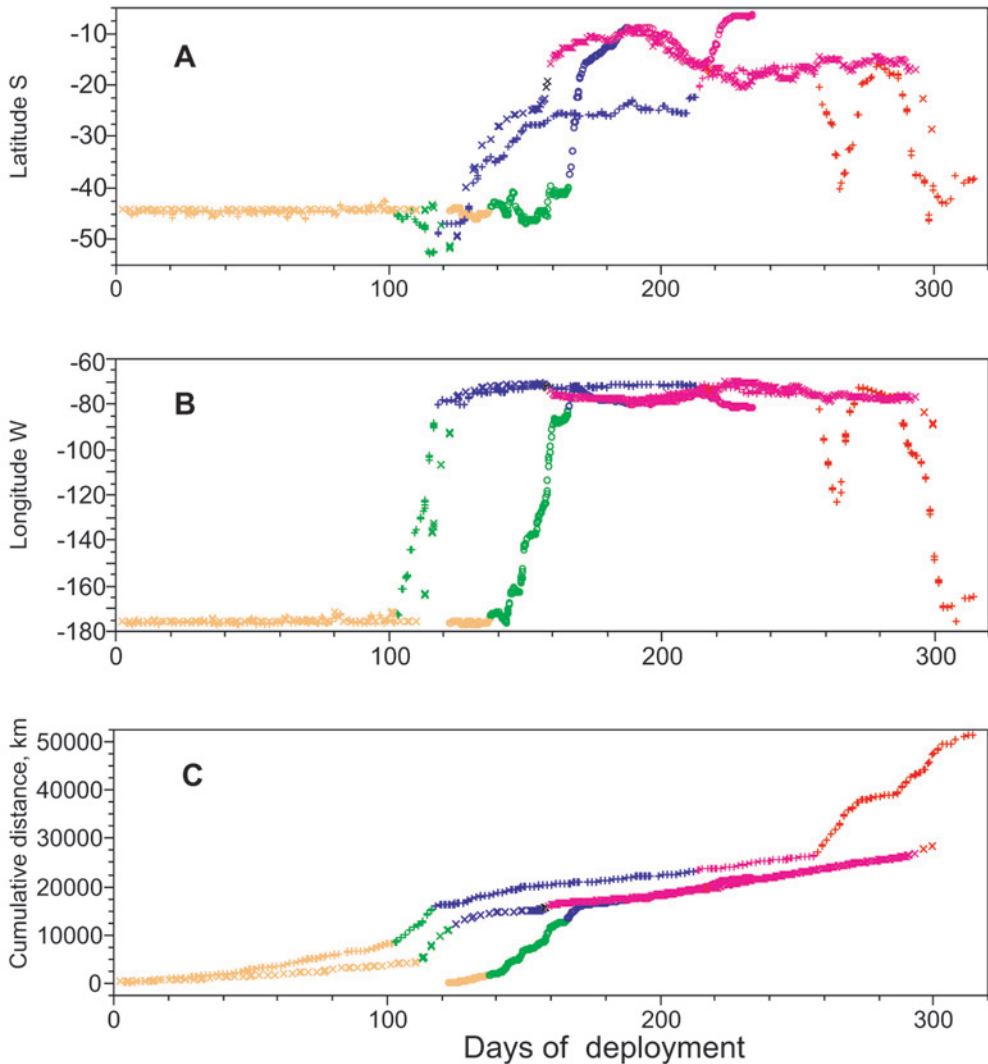 A
Latitude S
-10
-20
-30
-40
-50
0 100 200 300
B
Longitude W
-60
-80
-100
-120
-140
-160
-180
0 100 200 300
C
Cumulative distance, km
50000
40000
30000
20000
10000
0
0 100 200 300
Days of deployment